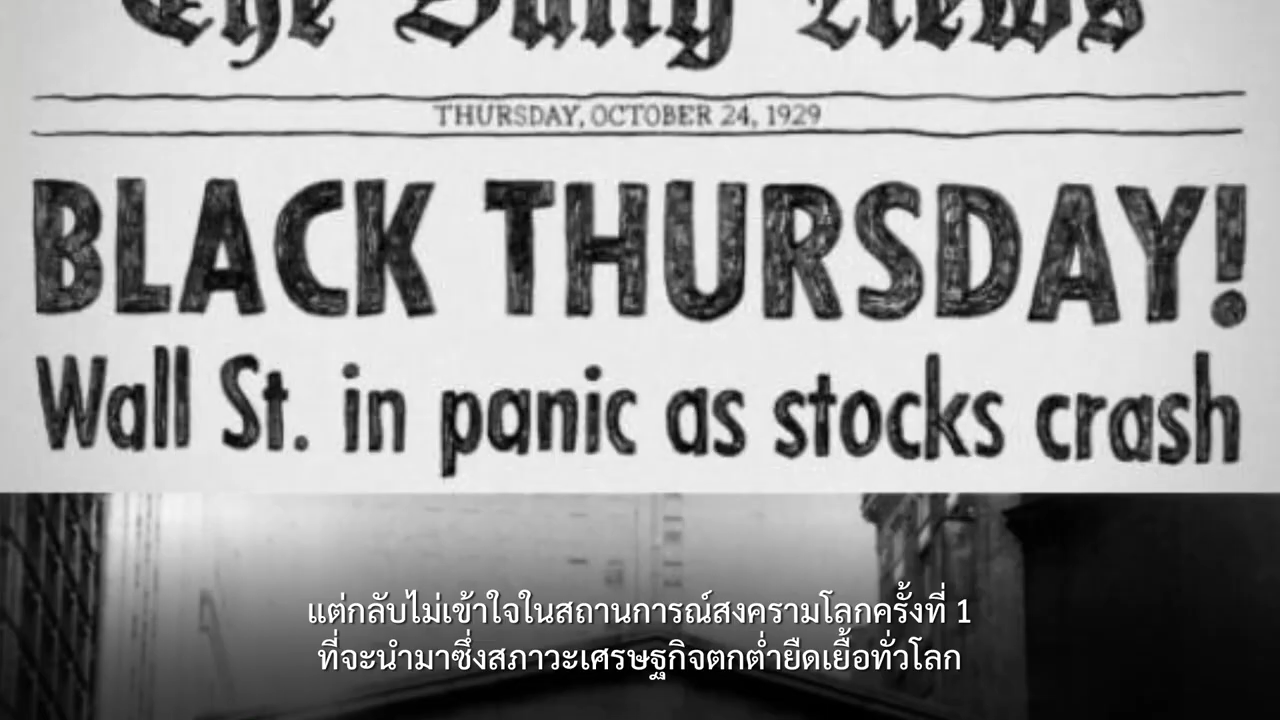 The Daily News
THURSDAY, OCTOBER 24, 1929
BLACK THURSDAY!
Wall St. in panic as stocks crash
แต่กลับไม่เข้าใจในสถานการณ์สงครามโลกครั้งที่ 1
ที่จะนำมาซึ่งสภาวะเศรษฐกิจตกต่ำยืดเยื้อทั่วโลก